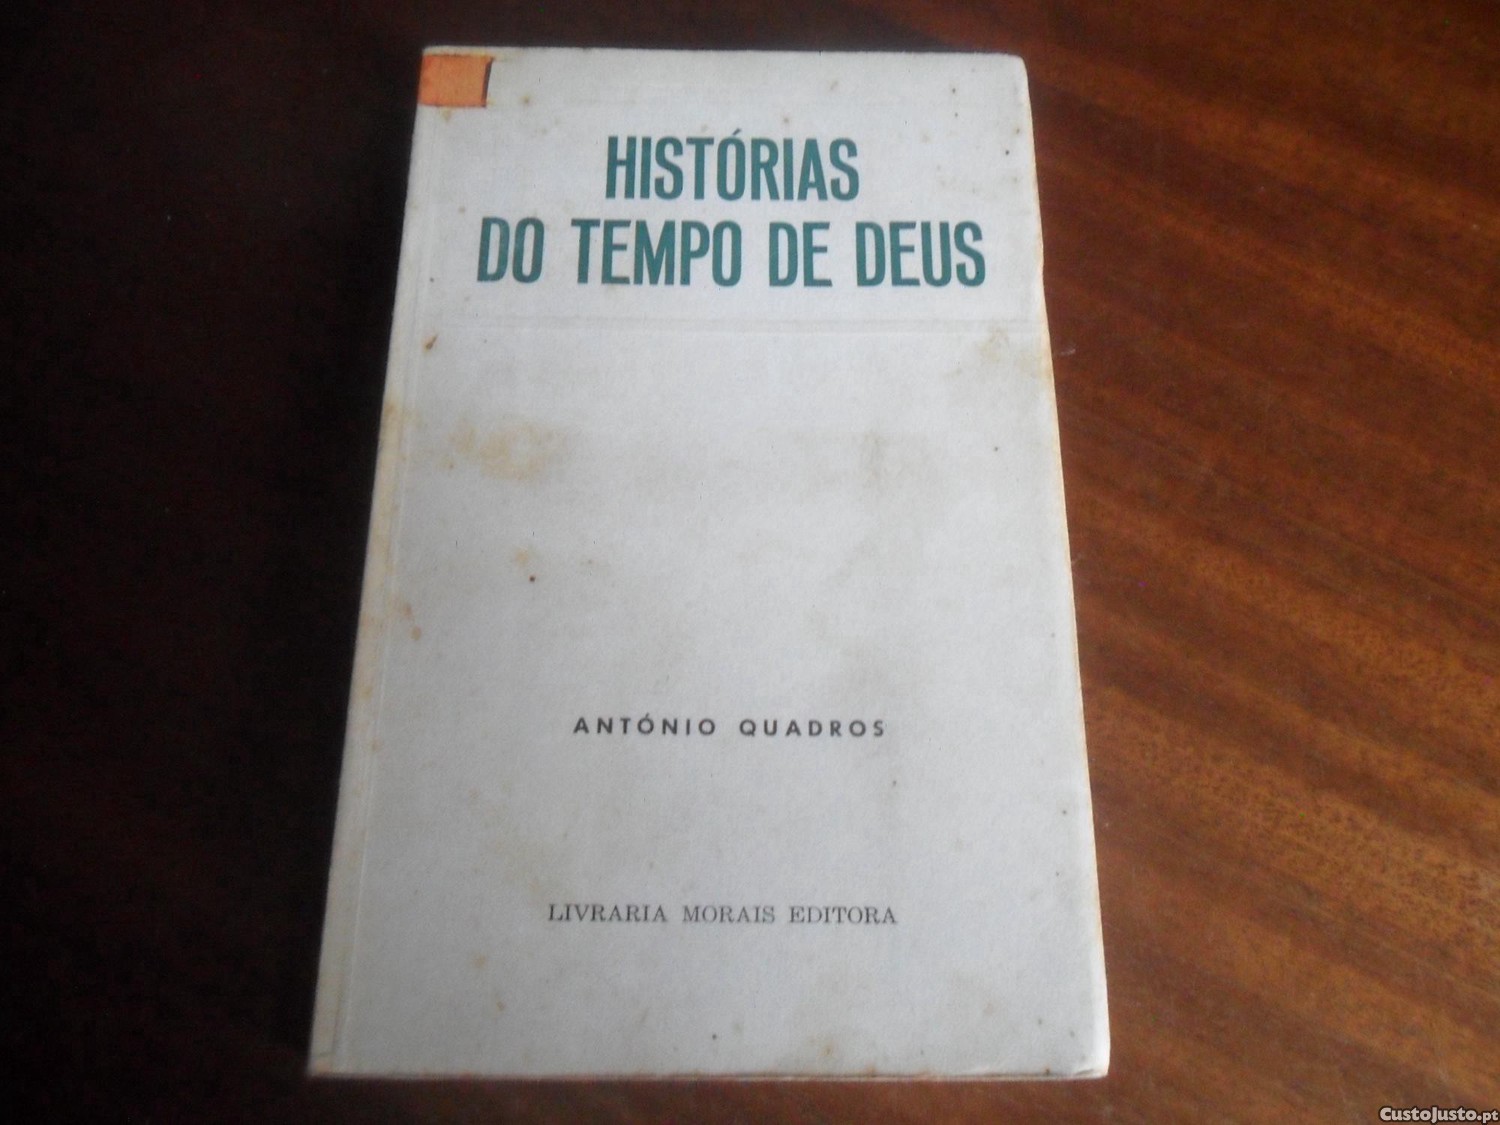 HISTÓRIAS
DO TEMPO DE DEUS
ANTÓNIO QUADROS
LIVRARIA MORAIS EDITORA
CustoJusto.pt